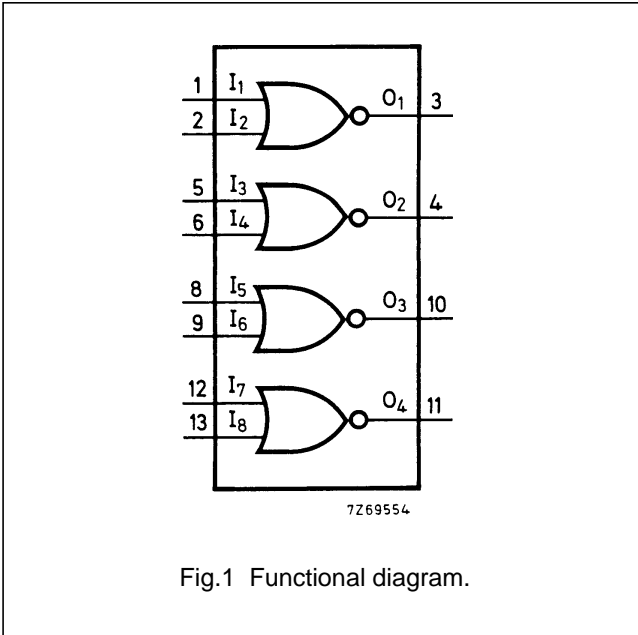 1 I1
2 I2
O1 3
5 I3
6 I4
O2 4
8 I5
9 I6
O3 10
12 I7
13 I8
O4 11
7Z69554
Fig.1 Functional diagram.